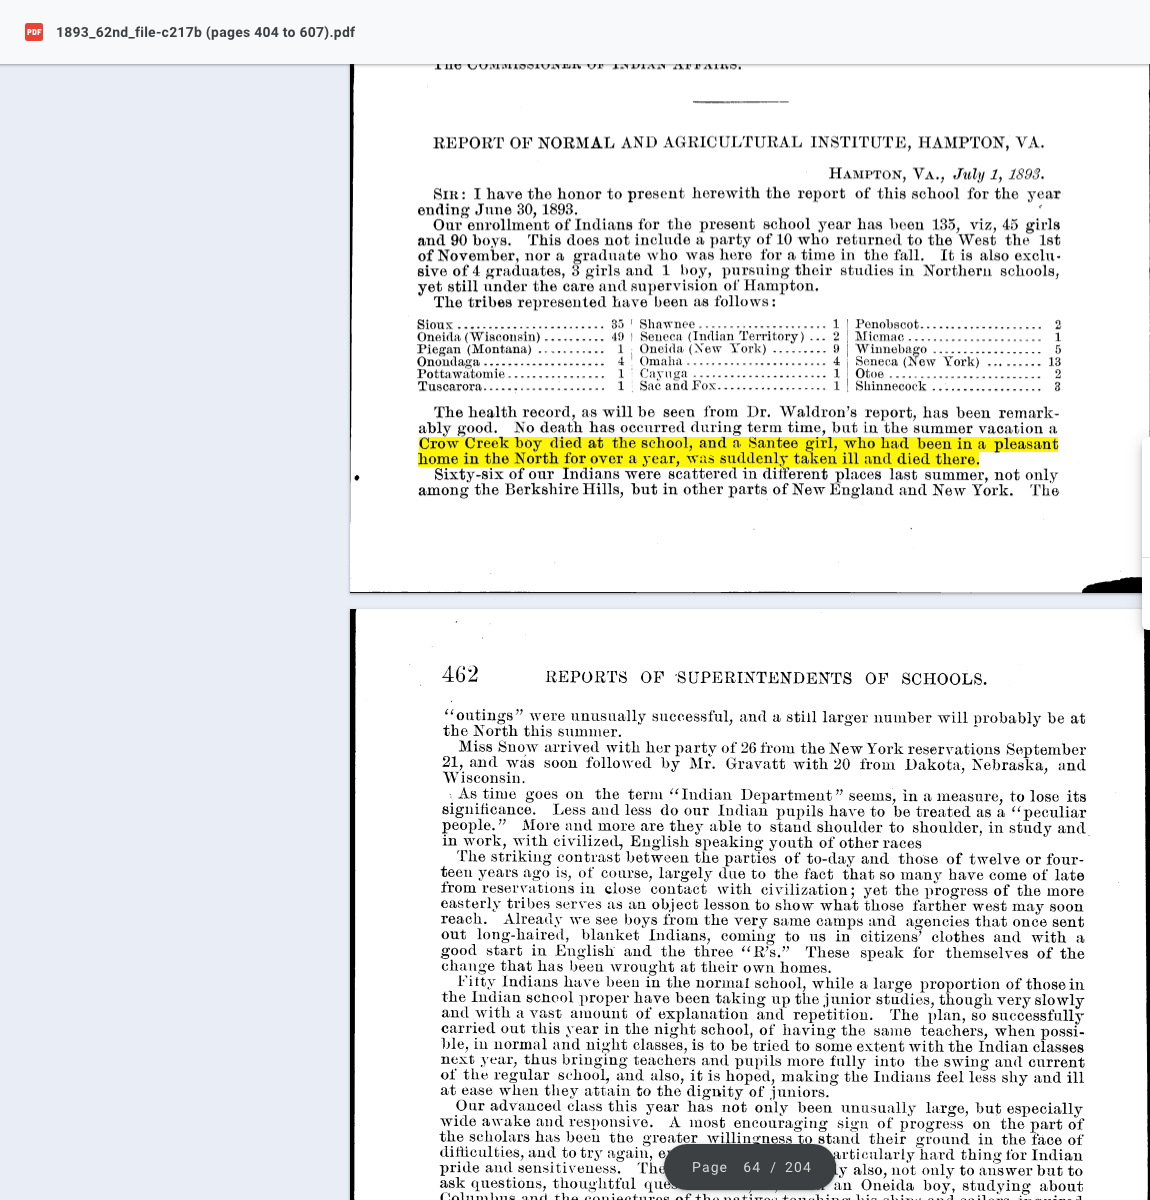 PDF 1893_62nd_file-c217b (pages 404 to 607).pdf
The COMMISSIONER OF INDIAN AFFAIRS.
REPORT OF NORMAL AND AGRICULTURAL INSTITUTE, HAMPTON, VA.
HAMPTON, VA., July 1, 1893.
SIR: I have the honor to present herewith the report of this school for the year
ending June 30, 1893.
Our enrollment of Indians for the present school year has been 135, viz, 45 girls
and 90 boys. This does not include a party of 10 who returned to the West the 1st
of November, nor a graduate who was here for a time in the fall. It is also exclu-
sive of 4 graduates, 3 girls and 1 boy, pursuing their studies in Northern schools,
yet still under the care and supervision of Hampton.
The tribes represented have been as follows:
Sioux ........................ 35 | Shawnee ..................... 1 | Penobscot.................... 2
Oneida (Wisconsin) .......... 49 | Seneca (Indian Territory) ... 2 | Micmac ........................ 1
Piegan (Montana) ........... 1 | Oneida (New York) ......... 9 | Winnebago .................. 5
Onondaga .................... 4 | Omaha ....................... 4 | Seneca (New York) ......... 13
Pottawatomie ................ 1 | Cayuga ....................... 1 | Otoe ......................... 2
Tuscarora.................... 1 | Sac and Fox.................. 1 | Shinnecock .................. 3
The health record, as will be seen from Dr. Waldron's report, has been remark-
ably good. No death has occurred during term time, but in the summer vacation a
Crow Creek boy died at the school, and a Santee girl, who had been in a pleasant
home in the North for over a year, was suddenly taken ill and died there.
Sixty-six of our Indians were scattered in different places last summer, not only
among the Berkshire Hills, but in other parts of New England and New York. The
462 REPORTS OF SUPERINTENDENTS OF SCHOOLS.
"outings" were unusually successful, and a still larger number will probably be at
the North this summer.
Miss Snow arrived with her party of 26 from the New York reservations September
21, and was soon followed by Mr. Gravatt with 20 from Dakota, Nebraska, and
Wisconsin.
As time goes on the term "Indian Department" seems, in a measure, to lose its
significance. Less and less do our Indian pupils have to be treated as a "peculiar
people." More and more are they able to stand shoulder to shoulder, in study and
in work, with civilized, English speaking youth of other races
The striking contrast between the parties of to-day and those of twelve or four-
teen years ago is, of course, largely due to the fact that so many have come of late
from reservations in close contact with civilization; yet the progress of the more
easterly tribes serves as an object lesson to show what those farther west may soon
reach. Already we see boys from the very same camps and agencies that once sent
out long-haired, blanket Indians, coming to us in citizens' clothes and with a
good start in English and the three "R's." These speak for themselves of the
change that has been wrought at their own homes.
Fifty Indians have been in the normal school, while a large proportion of those in
the Indian school proper have been taking up the junior studies, though very slowly
and with a vast amount of explanation and repetition. The plan, so successfully
carried out this year in the night school, of having the same teachers, when possi-
ble, in normal and night classes, is to be tried to some extent with the Indian classes
next year, thus bringing teachers and pupils more fully into the swing and current
of the regular school, and also, it is hoped, making the Indians feel less shy and ill
at ease when they attain to the dignity of juniors.
Our advanced class this year has not only been unusually large, but especially
wide awake and responsive. A most encouraging sign of progress on the part of
the scholars has been the greater willingness to stand their ground in the face of
difficulties, and to try again, articularly hard thing for Indian
pride and sensitiveness. The ly also, not only to answer but to
ask questions, thoughtful que an Oneida boy, studying about
Columbus and the conjectures of the natives touching his ships and sailors, inquired
Page 64 / 204